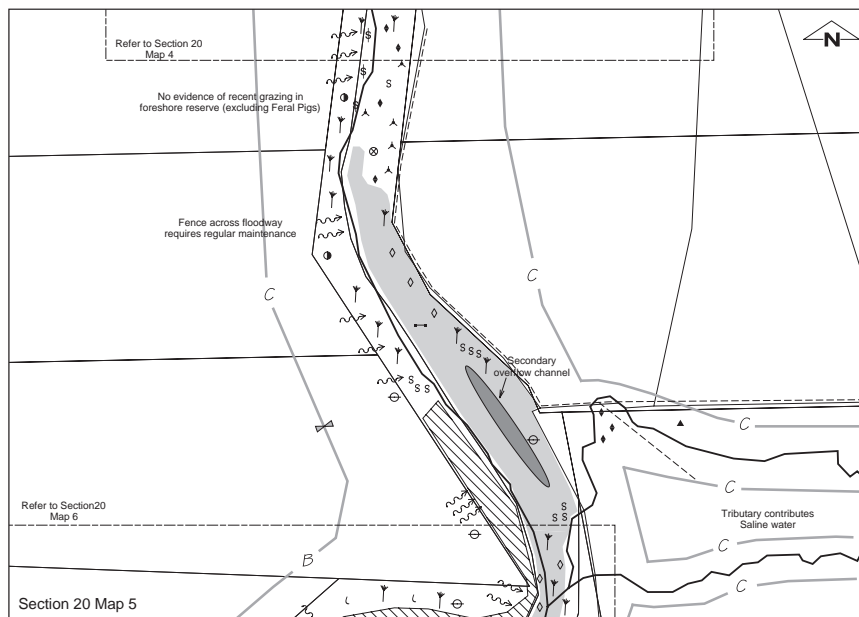 Refer to Section 20
Map 4
N
No evidence of recent grazing in
foreshore reserve (excluding Feral Pigs)
Fence across floodway
requires regular maintenance
C
C
Secondary
overflow channel
C
C
Refer to Section20
Map 6
Tributary contributes
Saline water
C
B
C
Section 20 Map 5
S
S
S
S
S S S
S
S S
S
S S